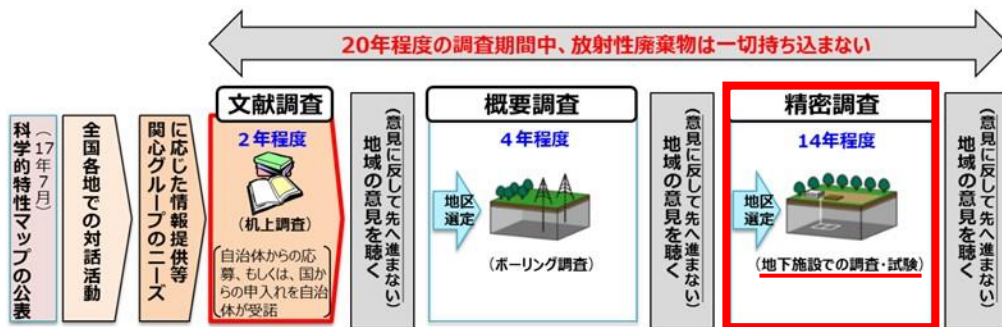 20年程度の調査期間中、放射性廃棄物は一切持ち込まない
科学的特性マップの公表
（17年7月）
全国各地での対話活動
関心グループのニーズ
に応じた情報提供等
文献調査
2年程度
（机上調査）
自治体からの応
募、もしくは、国か
らの申入れを自治
体が受諾
地域の意見を聴く
（意見に反して先へ進まない）
概要調査
4年程度
地区
選定
（ボーリング調査）
地域の意見を聴く
（意見に反して先へ進まない）
精密調査
14年程度
地区
選定
（地下施設での調査・試験）
地域の意見を聴く
（意見に反して先へ進まない）